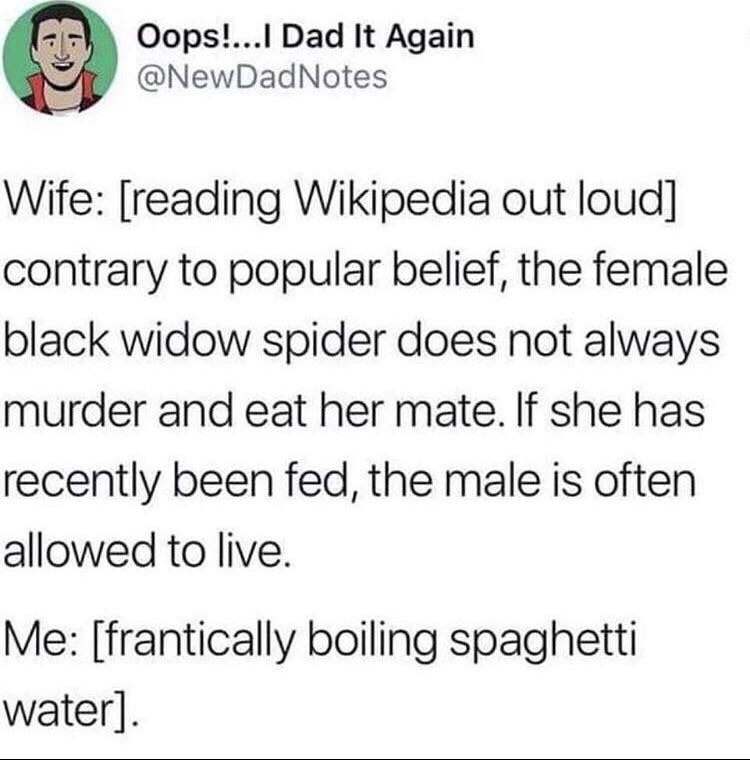 Oops!...I Dad It Again
@NewDadNotes
Wife: [reading Wikipedia out loud]
contrary to popular belief, the female
black widow spider does not always
murder and eat her mate. If she has
recently been fed, the male is often
allowed to live.
Me: [frantically boiling spaghetti
water].